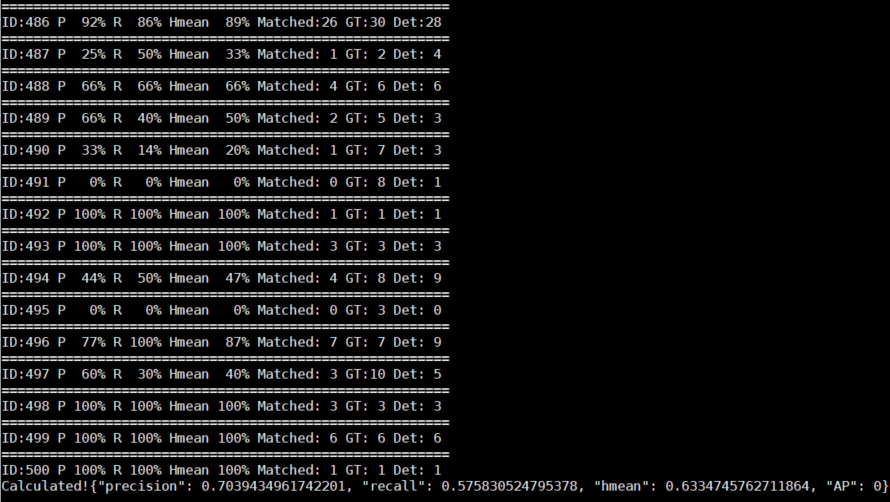 ========================================================
ID:486 P  92% R  86% Hmean  89% Matched:26 GT:30 Det:28
========================================================
ID:487 P  25% R  50% Hmean  33% Matched: 1 GT: 2 Det: 4
========================================================
ID:488 P  66% R  66% Hmean  66% Matched: 4 GT: 6 Det: 6
========================================================
ID:489 P  66% R  40% Hmean  50% Matched: 2 GT: 5 Det: 3
========================================================
ID:490 P  33% R  14% Hmean  20% Matched: 1 GT: 7 Det: 3
========================================================
ID:491 P   0% R   0% Hmean   0% Matched: 0 GT: 8 Det: 1
========================================================
ID:492 P 100% R 100% Hmean 100% Matched: 1 GT: 1 Det: 1
========================================================
ID:493 P 100% R 100% Hmean 100% Matched: 3 GT: 3 Det: 3
========================================================
ID:494 P  44% R  50% Hmean  47% Matched: 4 GT: 8 Det: 9
========================================================
ID:495 P   0% R   0% Hmean   0% Matched: 0 GT: 3 Det: 0
========================================================
ID:496 P  77% R 100% Hmean  87% Matched: 7 GT: 7 Det: 9
========================================================
ID:497 P  60% R  30% Hmean  40% Matched: 3 GT:10 Det: 5
========================================================
ID:498 P 100% R 100% Hmean 100% Matched: 3 GT: 3 Det: 3
========================================================
ID:499 P 100% R 100% Hmean 100% Matched: 6 GT: 6 Det: 6
========================================================
ID:500 P 100% R 100% Hmean 100% Matched: 1 GT: 1 Det: 1
Calculated!{"precision": 0.7039434961742201, "recall": 0.575830524795378, "hmean": 0.6334745762711864, "AP": 0}